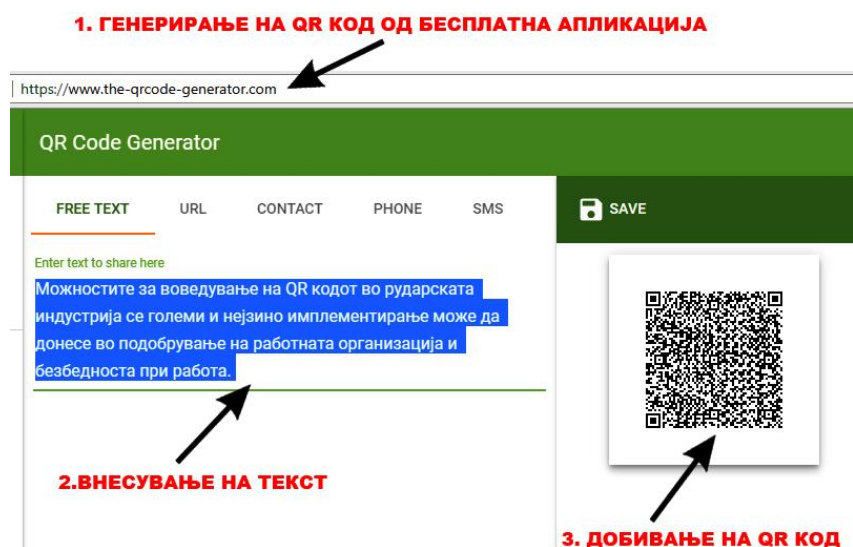 1. ГЕНЕРИРАЊЕ НА QR КОД ОД БЕСПЛАТНА АПЛИКАЦИЈА
https://www.the-qrcode-generator.com
QR Code Generator
FREE TEXT URL CONTACT PHONE SMS
SAVE
Enter text to share here
Можностите за воведување на QR кодот во рударската
индустрија се големи и нејзино имплементирање може да
донесе во подобрување на работната организација и
безбедноста при работа.
2.ВНЕСУВАЊЕ НА ТЕКСТ
3. ДОБИВАЊЕ НА QR КОД